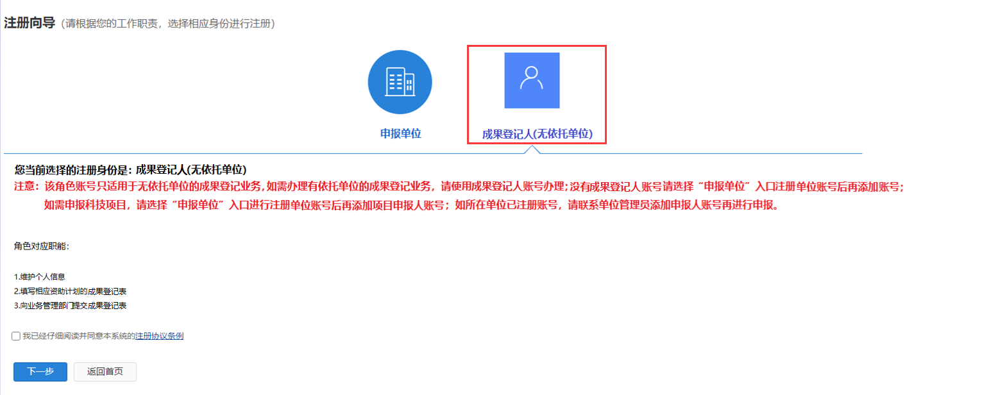 注册向导（请根据您的工作职责，选择相应身份进行注册）
申报单位
成果登记人(无依托单位)
您当前选择的注册身份是：成果登记人(无依托单位)
注意：该角色账号只适用于无依托单位的成果登记业务,如需办理有依托单位的成果登记业务，请使用成果登记人账号办理;没有成果登记人账号请选择“申报单位”入口注册单位账号后再添加账号；
如需申报科技项目，请选择“申报单位”入口进行注册单位账号后再添加项目申报人账号；如所在单位已注册账号，请联系单位管理员添加申报人账号再进行申报。
角色对应职能：
1.维护个人信息
2.填写相应资助计划的成果登记表
3.向业务管理部门提交成果登记表
我已经仔细阅读并同意本系统的注册协议条例
下一步
返回首页